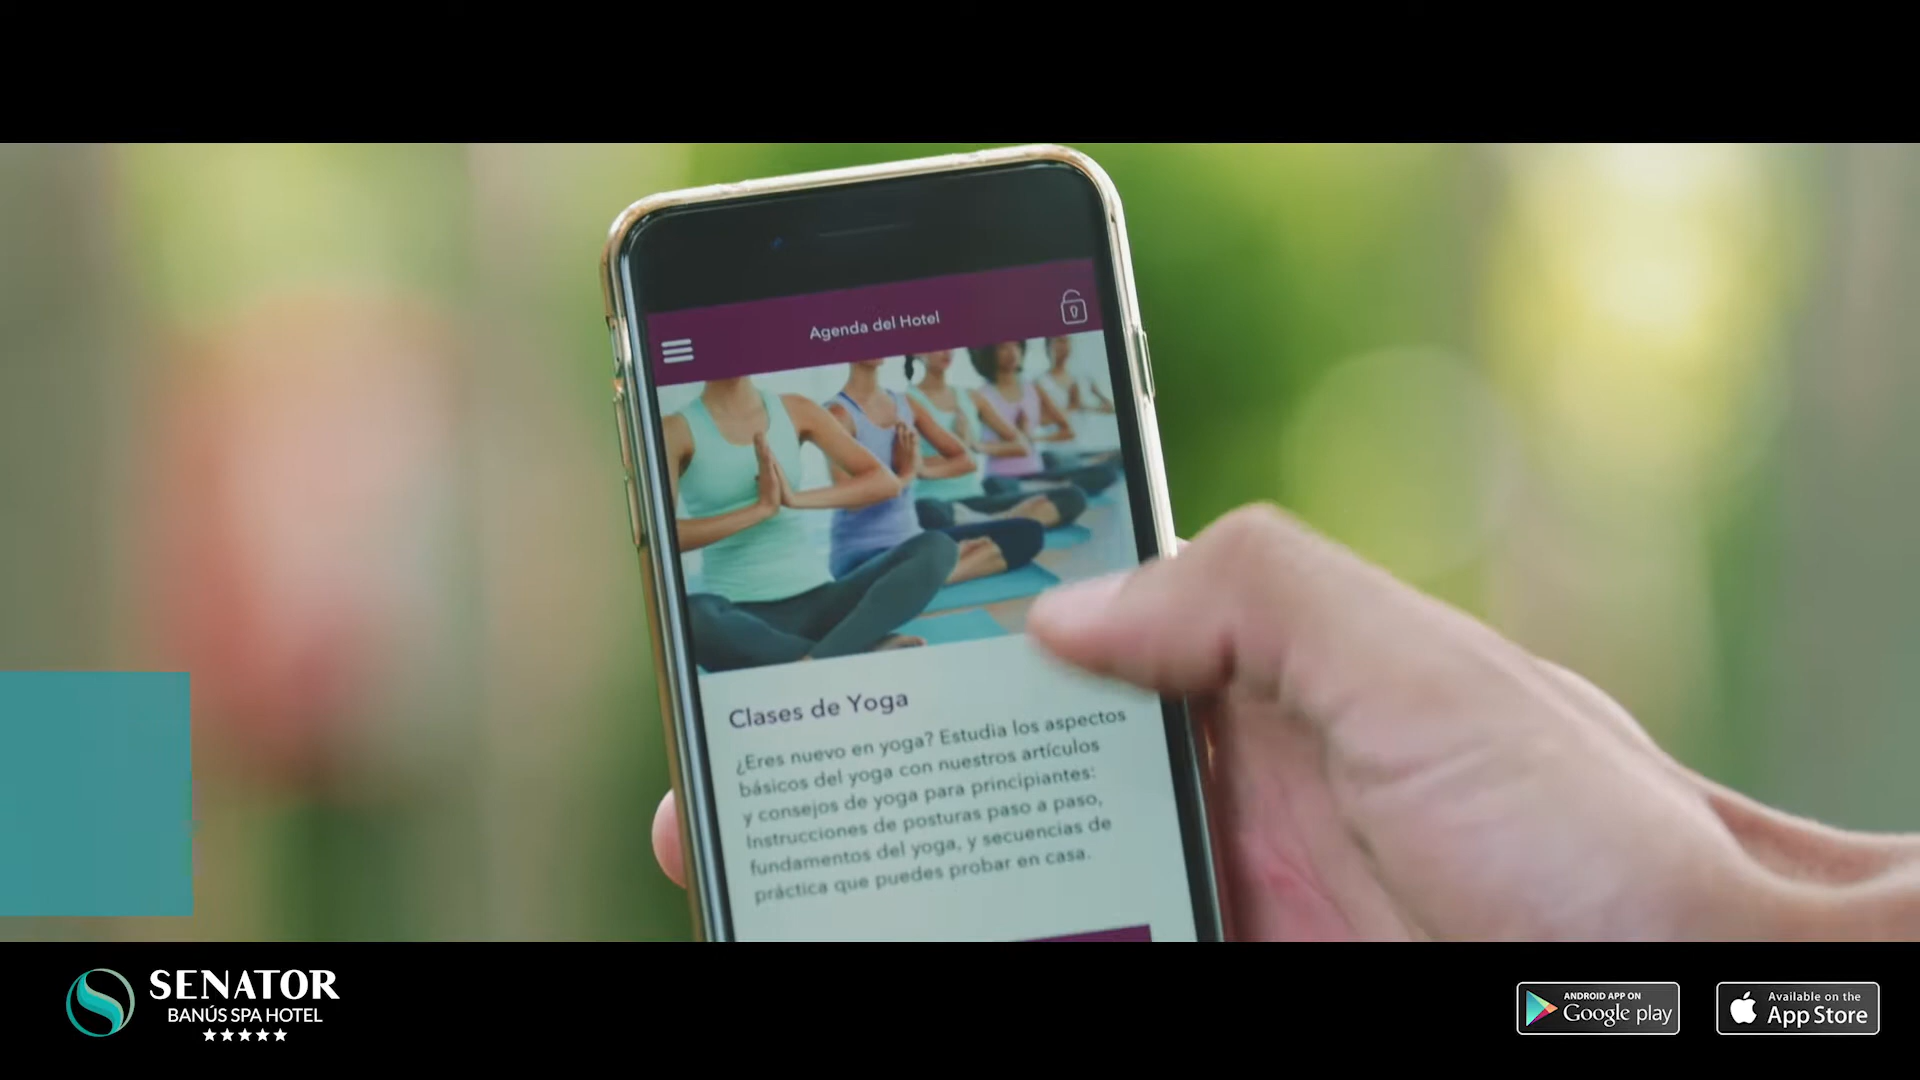 Agenda del Hotel
Clases de Yoga
¿Eres nuevo en yoga? Estudia los aspectos
básicos del yoga con nuestros artículos
y consejos de yoga para principiantes:
Instrucciones de posturas paso a paso,
fundamentos del yoga, y secuencias de
práctica que puedes probar en casa.
SENATOR
BANÚS SPA HOTEL
ANDROID APP ON
Google play
Available on the
App Store